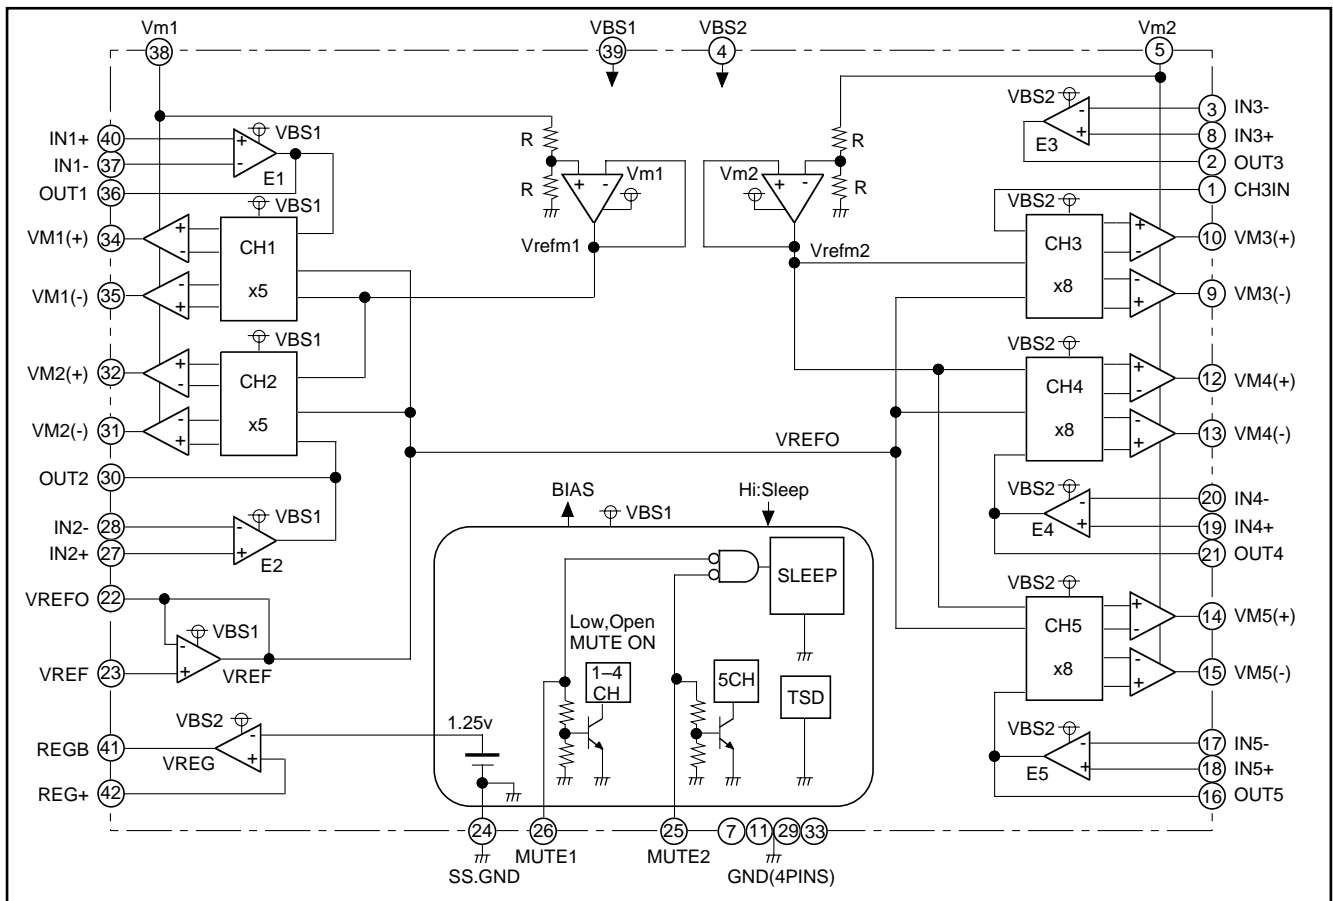 Vm1
38
VBS1
39
VBS2
4
Vm2
5
IN1+ 40
IN1- 37
OUT1 36
+
-
VBS1
E1
VM1(+) 34
VM1(-) 35
+
-
-
+
VBS1
CH1
x5
VM2(+) 32
VM2(-) 31
+
-
-
+
VBS1
CH2
x5
OUT2 30
IN2- 28
IN2+ 27
-
+
VBS1
E2
VREFO 22
VREF 23
-
+
VBS1
VREF
REGB 41
REG+ 42
VBS2
-
+
VREG
R
R
+ -
Vm1
Vrefm1
R
R
+ -
Vm2
Vrefm2
VREFO
BIAS
VBS1
Hi:Sleep
SLEEP
Low,Open
MUTE ON
1–4
CH
5CH
TSD
1.25v
24
SS.GND
26
MUTE1
25
MUTE2
7 11 29 33
GND(4PINS)
VBS2
-
+
E3
3 IN3-
8 IN3+
2 OUT3
1 CH3IN
VBS2
CH3
x8
+
-
-
+
10 VM3(+)
9 VM3(-)
VBS2
CH4
x8
+
-
-
+
12 VM4(+)
13 VM4(-)
VBS2
-
+
E4
20 IN4-
19 IN4+
21 OUT4
VBS2
CH5
x8
+
-
-
+
14 VM5(+)
15 VM5(-)
VBS2
-
+
E5
17 IN5-
18 IN5+
16 OUT5